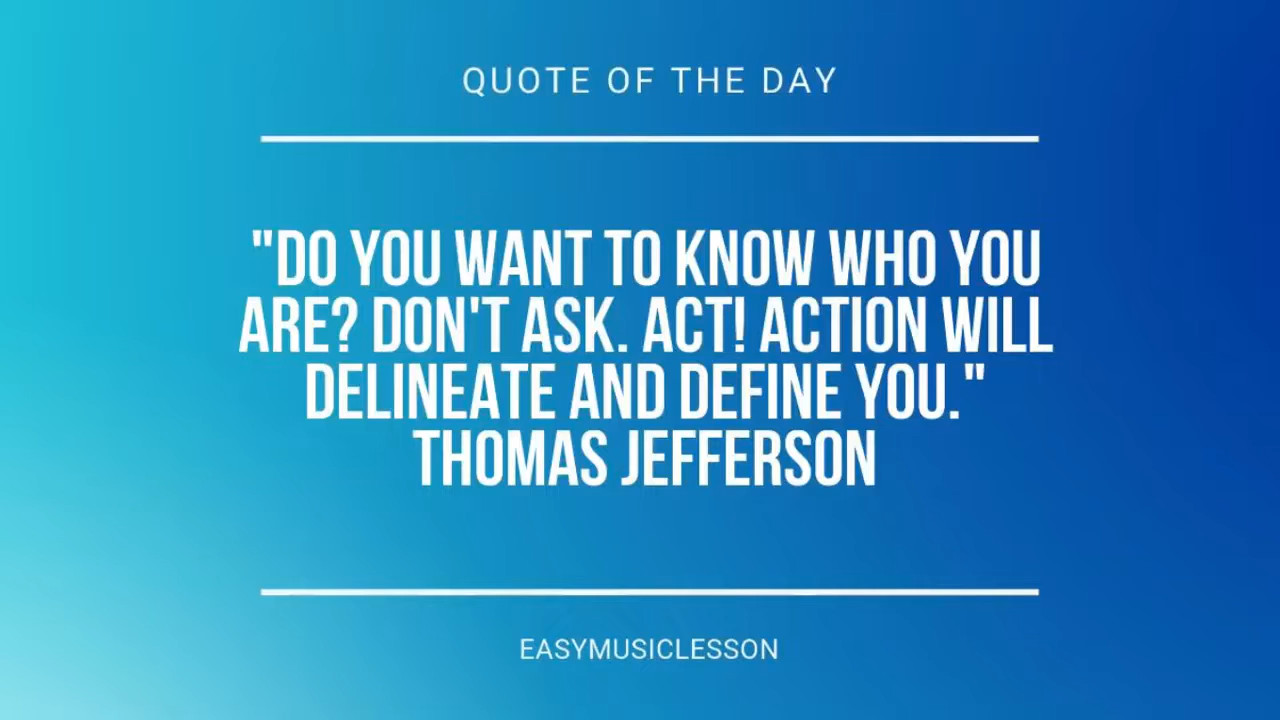 QUOTE OF THE DAY
"DO YOU WANT TO KNOW WHO YOU
ARE? DON'T ASK. ACT! ACTION WILL
DELINEATE AND DEFINE YOU."
THOMAS JEFFERSON
EASYMUSICLESSON